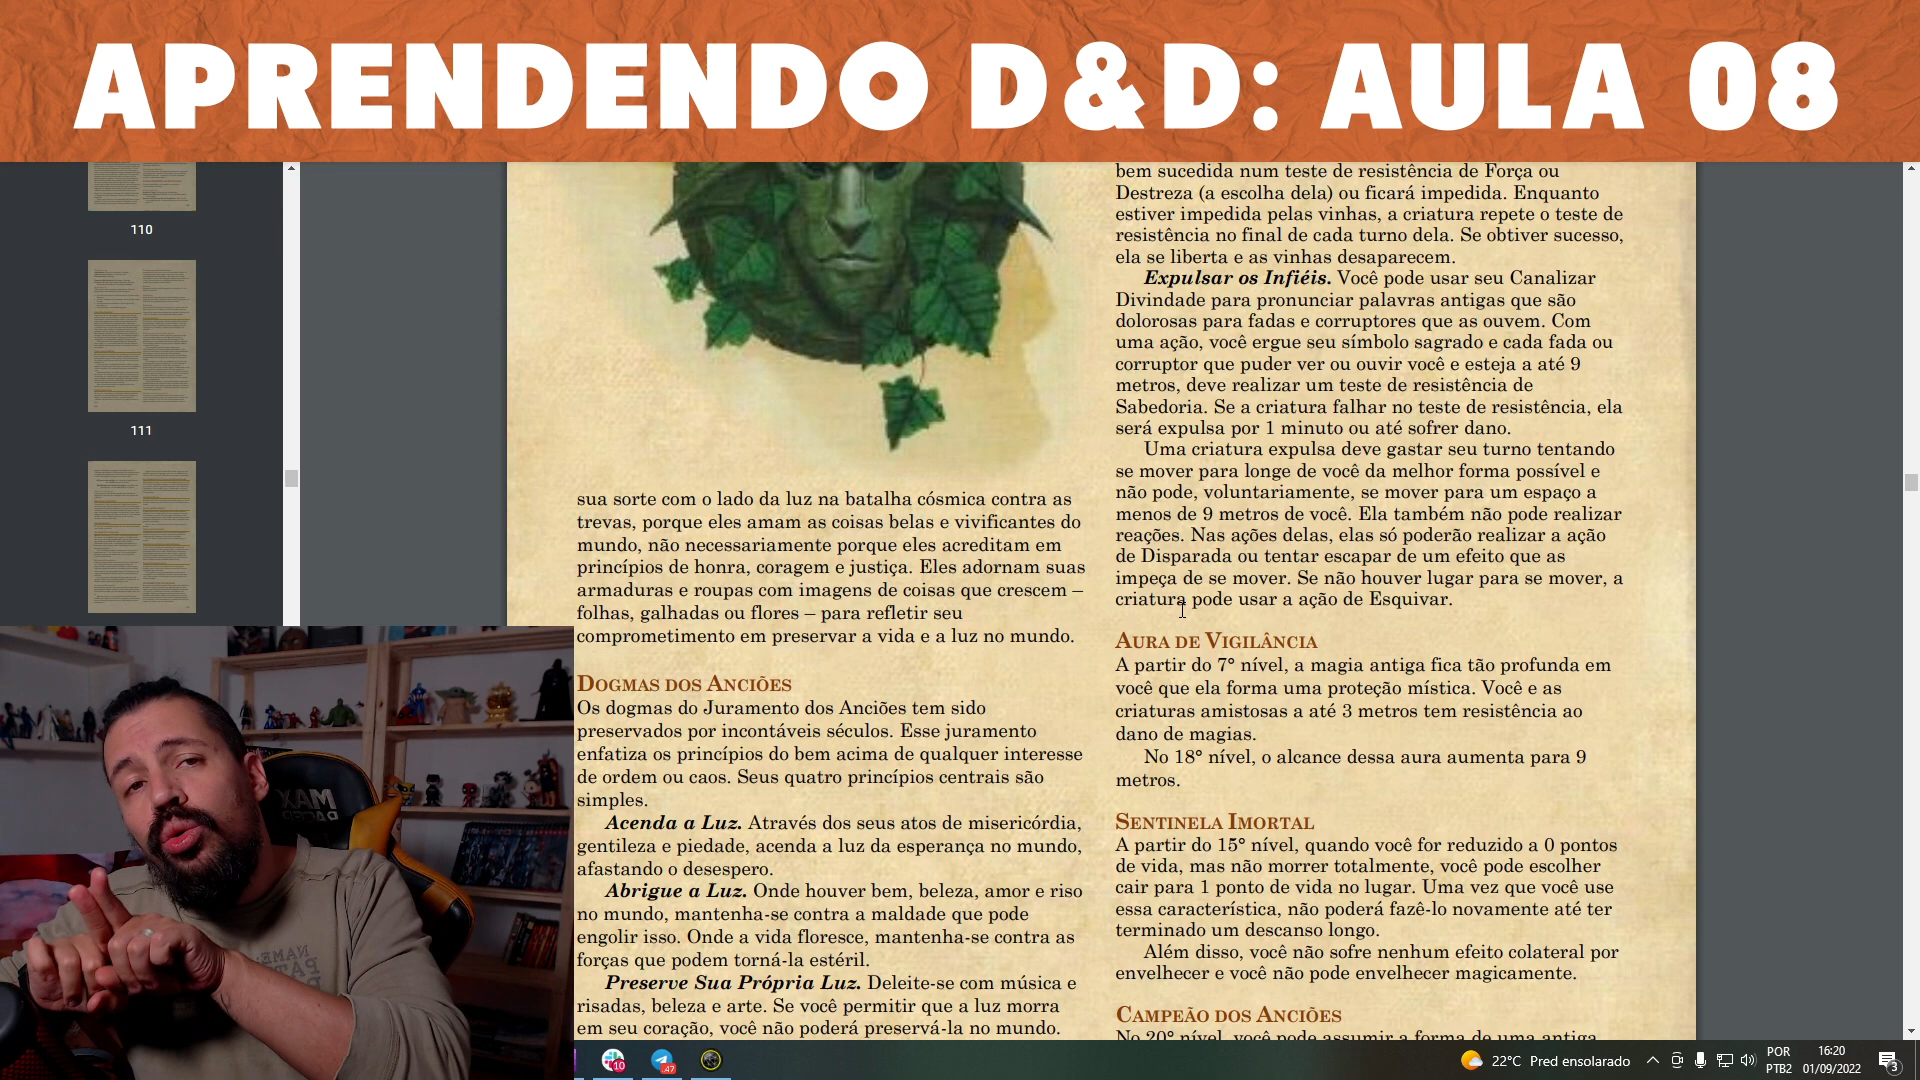 APRENDENDO D&D: AULA 08
110
111
sua sorte com o lado da luz na batalha cósmica contra as
trevas, porque eles amam as coisas belas e vivificantes do
mundo, não necessariamente porque eles acreditam em
princípios de honra, coragem e justiça. Eles adornam suas
armaduras e roupas com imagens de coisas que crescem –
folhas, galhadas ou flores – para refletir seu
comprometimento em preservar a vida e a luz no mundo.
DOGMAS DOS ANCIÕES
Os dogmas do Juramento dos Anciões tem sido
preservados por incontáveis séculos. Esse juramento
enfatiza os princípios do bem acima de qualquer interesse
de ordem ou caos. Seus quatro princípios centrais são
simples.
Acenda a Luz. Através dos seus atos de misericórdia,
gentileza e piedade, acenda a luz da esperança no mundo,
afastando o desespero.
Abrigue a Luz. Onde houver bem, beleza, amor e riso
no mundo, mantenha-se contra a maldade que pode
engolir isso. Onde a vida floresce, mantenha-se contra as
forças que podem torná-la estéril.
Preserve Sua Própria Luz. Deleite-se com música e
risadas, beleza e arte. Se você permitir que a luz morra
em seu coração, você não poderá preservá-la no mundo.
bem sucedida num teste de resistência de Força ou
Destreza (a escolha dela) ou ficará impedida. Enquanto
estiver impedida pelas vinhas, a criatura repete o teste de
resistência no final de cada turno dela. Se obtiver sucesso,
ela se liberta e as vinhas desaparecem.
Expulsar os Infiéis. Você pode usar seu Canalizar
Divindade para pronunciar palavras antigas que são
dolorosas para fadas e corruptores que as ouvem. Com
uma ação, você ergue seu símbolo sagrado e cada fada ou
corruptor que puder ver ou ouvir você e esteja a até 9
metros, deve realizar um teste de resistência de
Sabedoria. Se a criatura falhar no teste de resistência, ela
será expulsa por 1 minuto ou até sofrer dano.
Uma criatura expulsa deve gastar seu turno tentando
se mover para longe de você da melhor forma possível e
não pode, voluntariamente, se mover para um espaço a
menos de 9 metros de você. Ela também não pode realizar
reações. Nas ações delas, elas só poderão realizar a ação
de Disparada ou tentar escapar de um efeito que as
impeça de se mover. Se não houver lugar para se mover, a
criatura pode usar a ação de Esquivar.
AURA DE VIGILÂNCIA
A partir do 7° nível, a magia antiga fica tão profunda em
você que ela forma uma proteção mística. Você e as
criaturas amistosas a até 3 metros tem resistência ao
dano de magias.
No 18° nível, o alcance dessa aura aumenta para 9
metros.
SENTINELA IMORTAL
A partir do 15° nível, quando você for reduzido a 0 pontos
de vida, mas não morrer totalmente, você pode escolher
cair para 1 ponto de vida no lugar. Uma vez que você use
essa característica, não poderá fazê-lo novamente até ter
terminado um descanso longo.
Além disso, você não sofre nenhum efeito colateral por
envelhecer e você não pode envelhecer magicamente.
CAMPEÃO DOS ANCIÕES
No 20° nível, você pode assumir a forma de uma antiga
MAX
10
47
22°C Pred ensolarado
POR
PTB2
16:20
01/09/2022
3